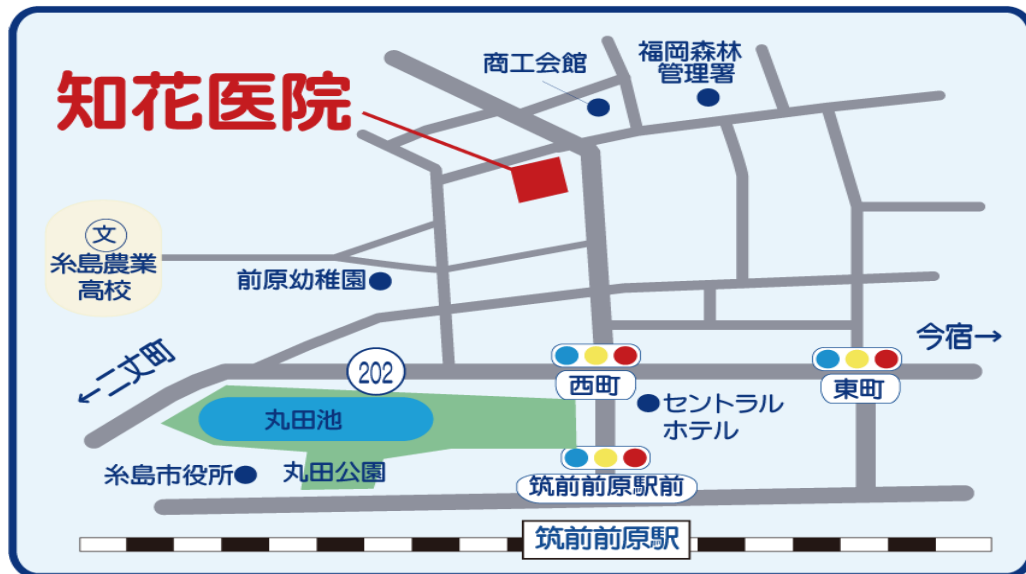 知花医院
商工会館
福岡森林
管理署
文
糸島農業
高校
前原幼稚園
今宿→
←二丈町
202
西町
東町
丸田池
セントラル
ホテル
糸島市役所
丸田公園
筑前前原駅前
筑前前原駅